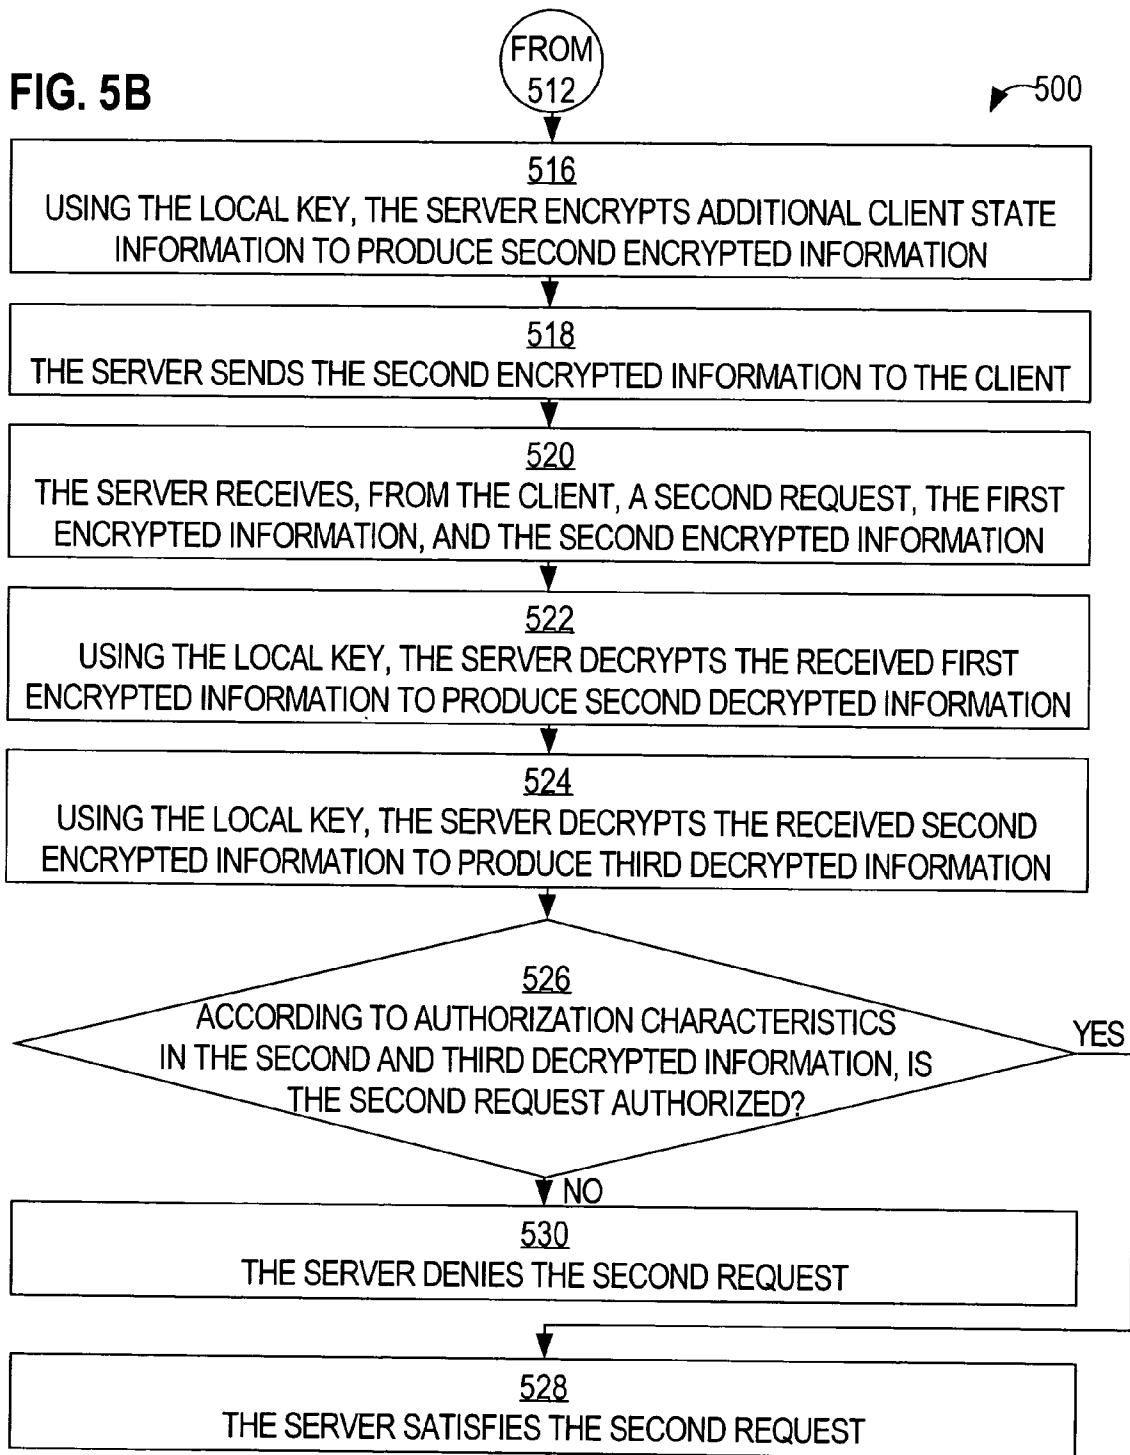 FROM
512
FIG. 5B
500
516
USING THE LOCAL KEY, THE SERVER ENCRYPTS ADDITIONAL CLIENT STATE
INFORMATION TO PRODUCE SECOND ENCRYPTED INFORMATION
518
THE SERVER SENDS THE SECOND ENCRYPTED INFORMATION TO THE CLIENT
520
THE SERVER RECEIVES, FROM THE CLIENT, A SECOND REQUEST, THE FIRST
ENCRYPTED INFORMATION, AND THE SECOND ENCRYPTED INFORMATION
522
USING THE LOCAL KEY, THE SERVER DECRYPTS THE RECEIVED FIRST
ENCRYPTED INFORMATION TO PRODUCE SECOND DECRYPTED INFORMATION
524
USING THE LOCAL KEY, THE SERVER DECRYPTS THE RECEIVED SECOND
ENCRYPTED INFORMATION TO PRODUCE THIRD DECRYPTED INFORMATION
526
ACCORDING TO AUTHORIZATION CHARACTERISTICS
IN THE SECOND AND THIRD DECRYPTED INFORMATION, IS
THE SECOND REQUEST AUTHORIZED?
YES
NO
530
THE SERVER DENIES THE SECOND REQUEST
528
THE SERVER SATISFIES THE SECOND REQUEST